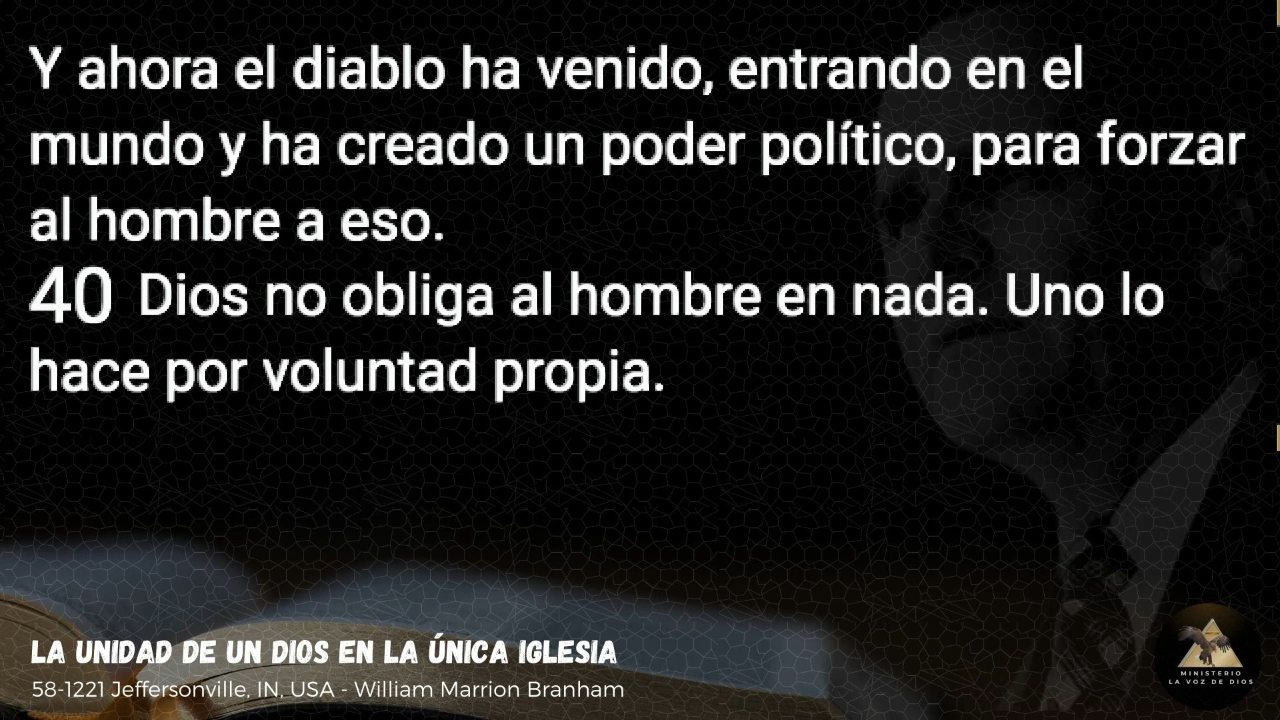 Y ahora el diablo ha venido, entrando en el
mundo y ha creado un poder político, para forzar
al hombre a eso.
40 Dios no obliga al hombre en nada. Uno lo
hace por voluntad propia.
LA UNIDAD DE UN DIOS EN LA ÚNICA IGLESIA
58-1221 Jeffersonville, IN, USA - William Marrion Branham
MINISTERIO
LA VOZ DE DIOS